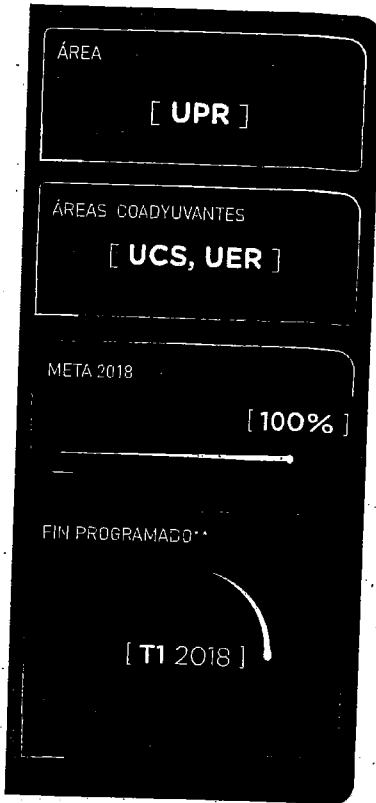 ÁREA
[ UPR ]
ÁREAS COADYUVANTES
[ UCS, UER ]
META 2018
[ 100% ]
FIN PROGRAMADO**
[ T1 2018 ]